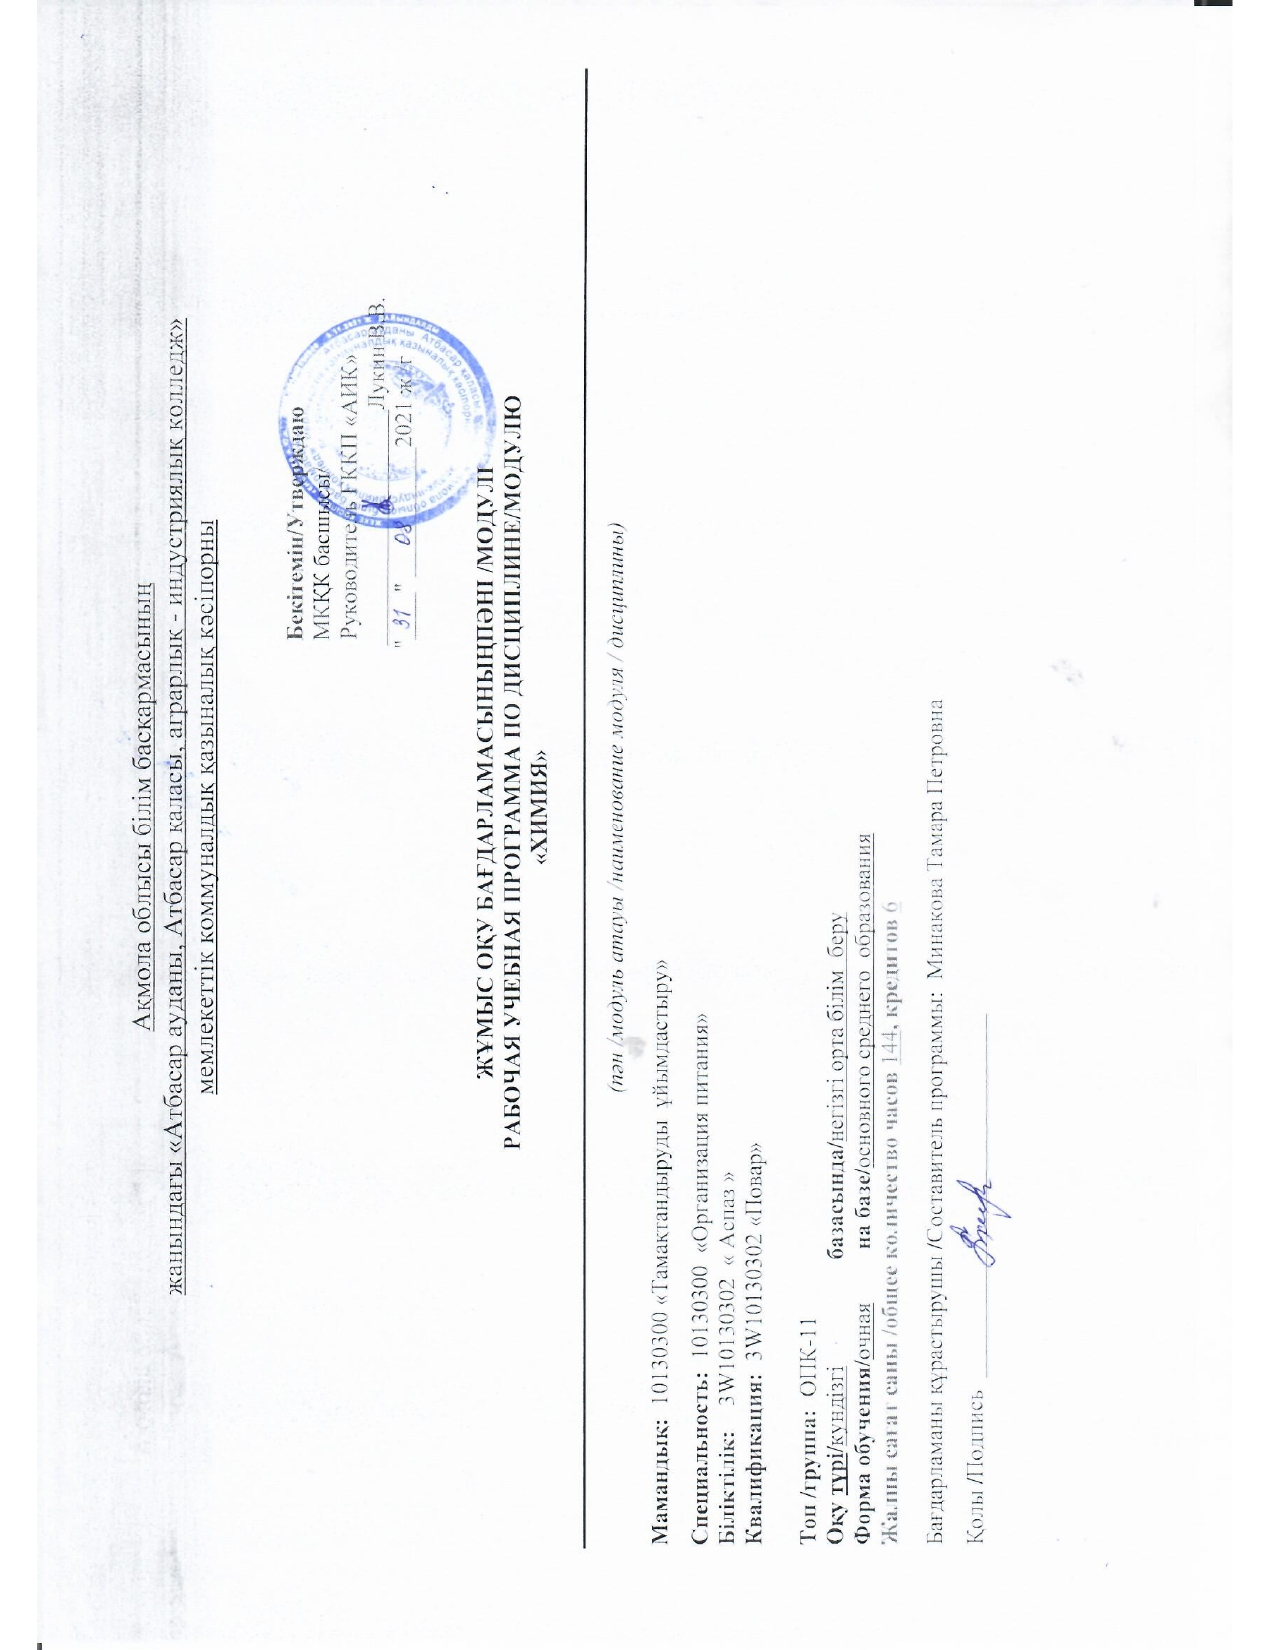 Ақмола облысы білім басқармасының
жанындағы «Атбасар ауданы, Атбасар қаласы, аграрлық - индустриялық колледж»
мемлекеттік коммуналдық қазыналық кәсіпорны
Бекітемін/Утверждаю
МКҚК басшысы/
Руководитель ГККП «АИК»
Лукин В.В.
" 31 " 08 2021 ж/г
ЖҰМЫС ОҚУ БАҒДАРЛАМАСЫНЫҢПӘНІ /МОДУЛІ
РАБОЧАЯ УЧЕБНАЯ ПРОГРАММА ПО ДИСЦИПЛИНЕ/МОДУЛЮ
«ХИМИЯ»
(пән /модуль атауы /наименование модуля / дисциплины)
Мамандық: 10130300 «Тамақтандыруды ұйымдастыру»
Специальность: 10130300 «Организация питания»
Біліктілік: 3W10130302 « Аспаз »
Квалификация: 3W10130302 «Повар»
Топ /группа: ОПК-11
Оқу түрі/күндізгі базасында/негізгі орта білім беру
Форма обучения/очная на базе/основного среднего образования
Жалпы сағат саны /общее количество часов 144, кредитов 6
Бағдарламаны құрастырушы /Составитель программы: Минакова Тамара Петровна
Қолы /Подпись